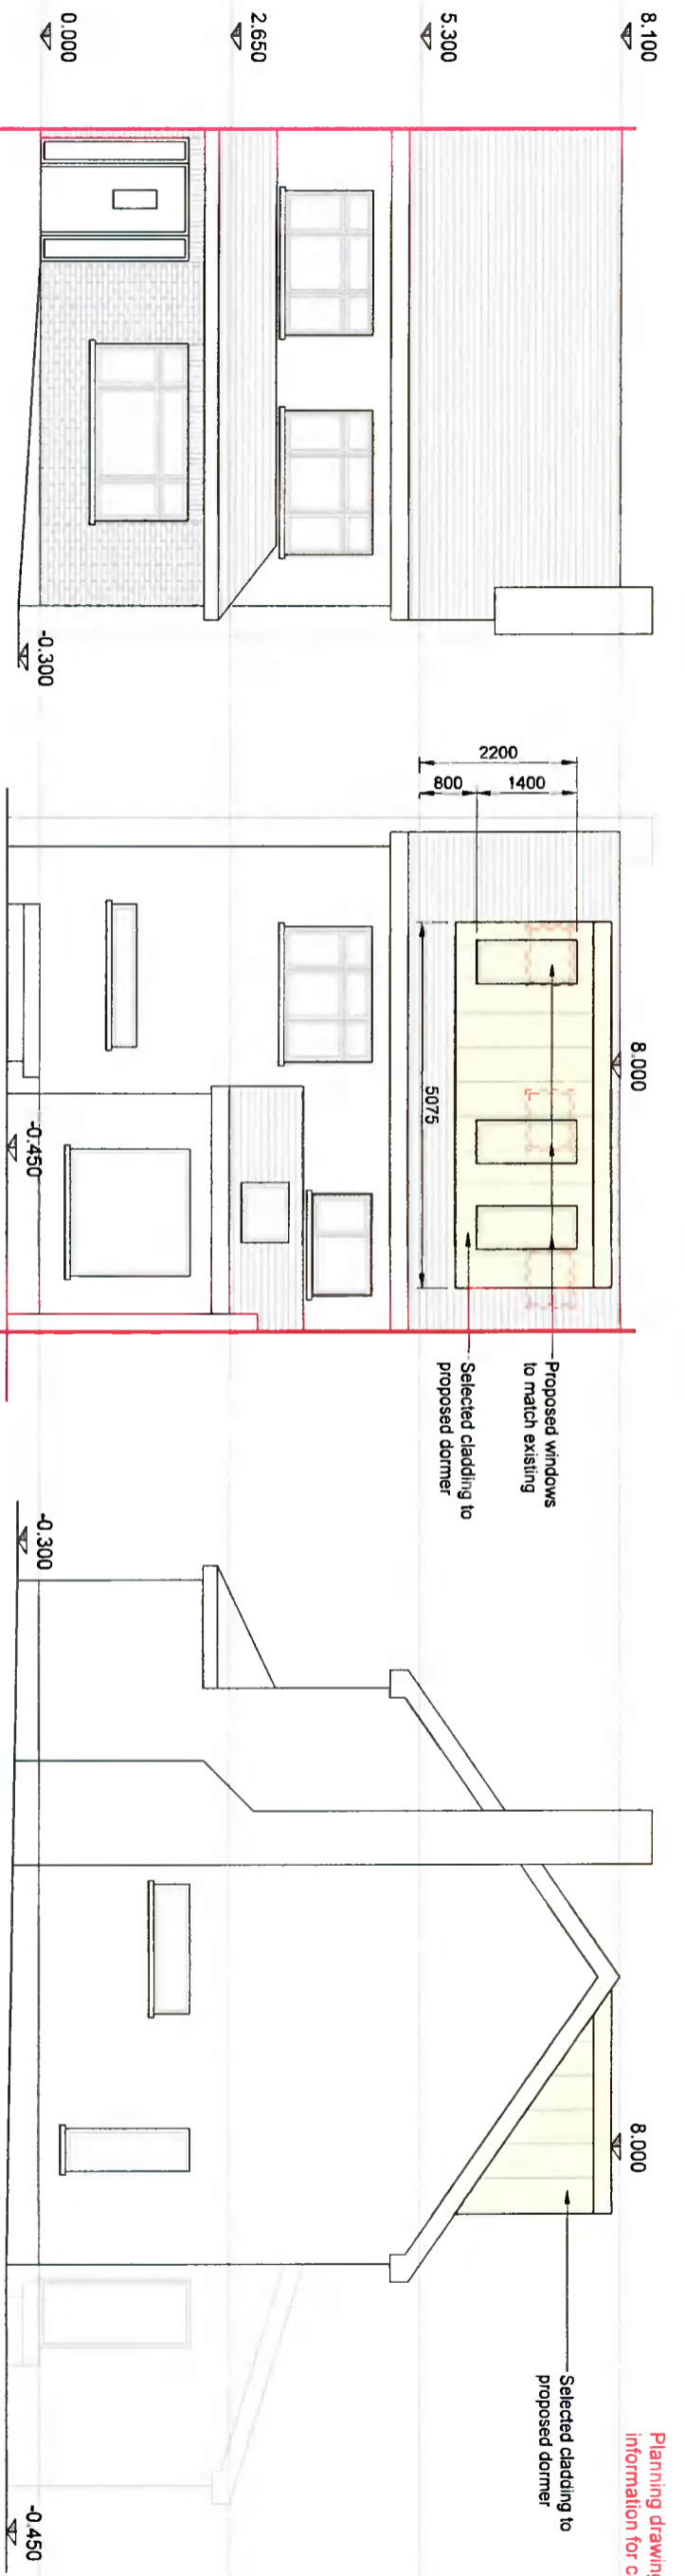 8.100
5.300
2.650
0.000
-0.300
2200
800
1400
8.000
5075
-0.450
Proposed windows
to match existing
Selected cladding to
proposed dormer
-0.300
8.000
Selected cladding to
proposed dormer
-0.450
Planning drawing
information for c